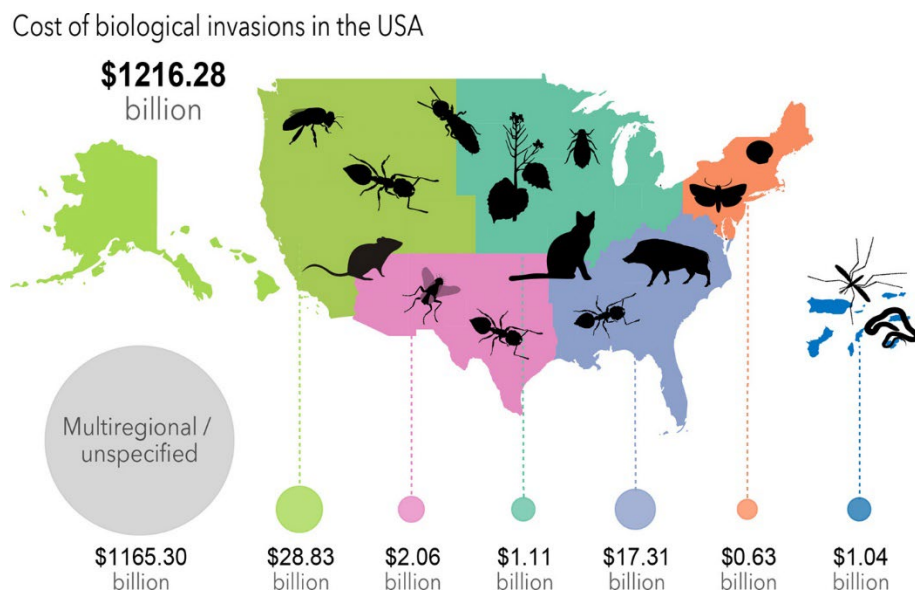 Cost of biological invasions in the USA
$1216.28
billion
Multiregional /
unspecified
$1165.30
billion
$28.83
billion
$2.06
billion
$1.11
billion
$17.31
billion
$0.63
billion
$1.04
billion